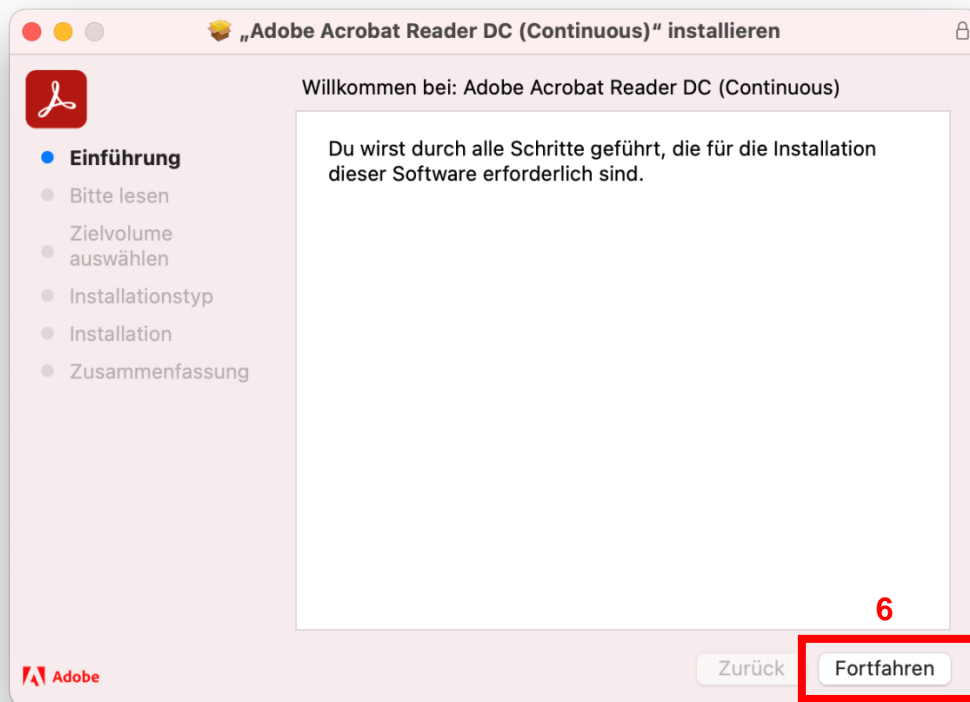 „Adobe Acrobat Reader DC (Continuous)“ installieren
Willkommen bei: Adobe Acrobat Reader DC (Continuous)
Einführung
Bitte lesen
Zielvolume
auswählen
Installationstyp
Installation
Zusammenfassung
Du wirst durch alle Schritte geführt, die für die Installation
dieser Software erforderlich sind.
6
Adobe
Zurück
Fortfahren